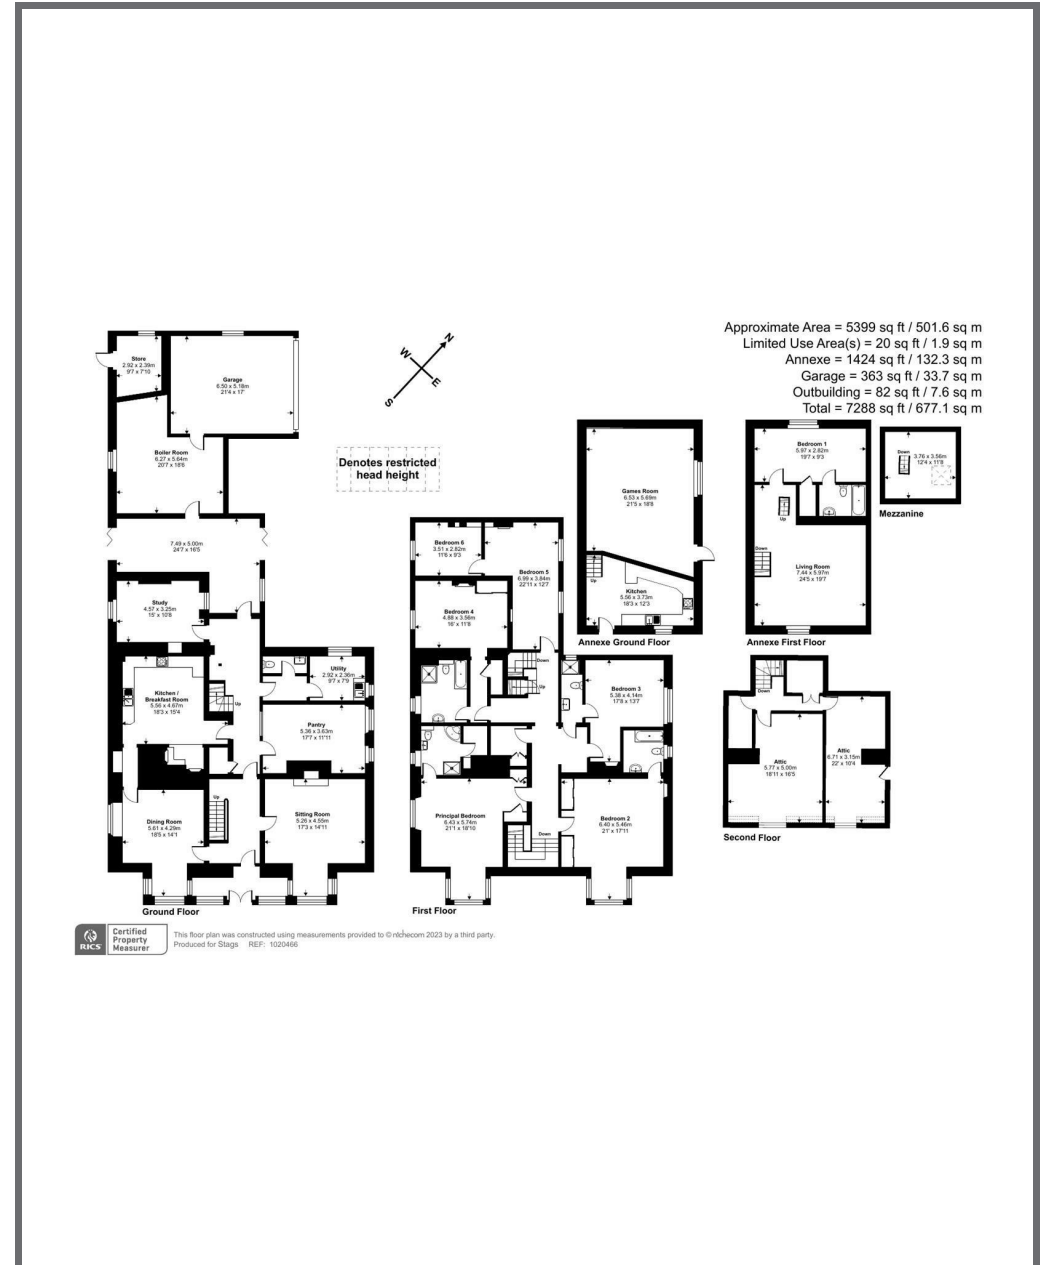 Approximate Area = 5399 sq ft / 501.6 sq m
Limited Use Area(s) = 20 sq ft / 1.9 sq m
Annexe = 1424 sq ft / 132.3 sq m
Garage = 363 sq ft / 33.7 sq m
Outbuilding = 82 sq ft / 7.6 sq m
Total = 7288 sq ft / 677.1 sq m
N
W
E
S
Denotes restricted
head height
Store
2.92 x 2.39m
9'7 x 7'10
Garage
6.50 x 5.18m
21'4 x 17'
Boiler Room
6.27 x 5.64m
20'7 x 18'6
7.49 x 5.00m
24'7 x 16'5
Study
4.57 x 3.25m
15' x 10'8
Utility
2.92 x 2.36m
9'7 x 7'9
Kitchen /
Breakfast Room
5.56 x 4.67m
18'3 x 15'4
Up
Pantry
5.36 x 3.63m
17'7 x 11'11
Up
Dining Room
5.61 x 4.29m
18'5 x 14'1
Sitting Room
5.26 x 4.55m
17'3 x 14'11
Ground Floor
Bedroom 6
3.51 x 2.82m
11'6 x 9'3
Bedroom 5
6.99 x 3.84m
22'11 x 12'7
Bedroom 4
4.88 x 3.56m
16' x 11'8
Down
Up
Bedroom 3
5.38 x 4.14m
17'8 x 13'7
Principal Bedroom
6.43 x 5.74m
21'1 x 18'10
Down
Bedroom 2
6.40 x 5.46m
21' x 17'11
First Floor
Games Room
6.53 x 5.69m
21'5 x 18'8
Up
Kitchen
5.56 x 3.73m
18'3 x 12'3
Annexe Ground Floor
Bedroom 1
5.97 x 2.82m
19'7 x 9'3
Up
Down
Living Room
7.44 x 5.97m
24'5 x 19'7
Annexe First Floor
Down
3.76 x 3.56m
12'4 x 11'8
Mezzanine
Down
Attic
5.77 x 5.00m
18'11 x 16'5
Attic
6.71 x 3.15m
22' x 10'4
Second Floor
RICS
Certified
Property
Measurer
This floor plan was constructed using measurements provided to © nichecom 2023 by a third party.
Produced for Stags REF: 1020466